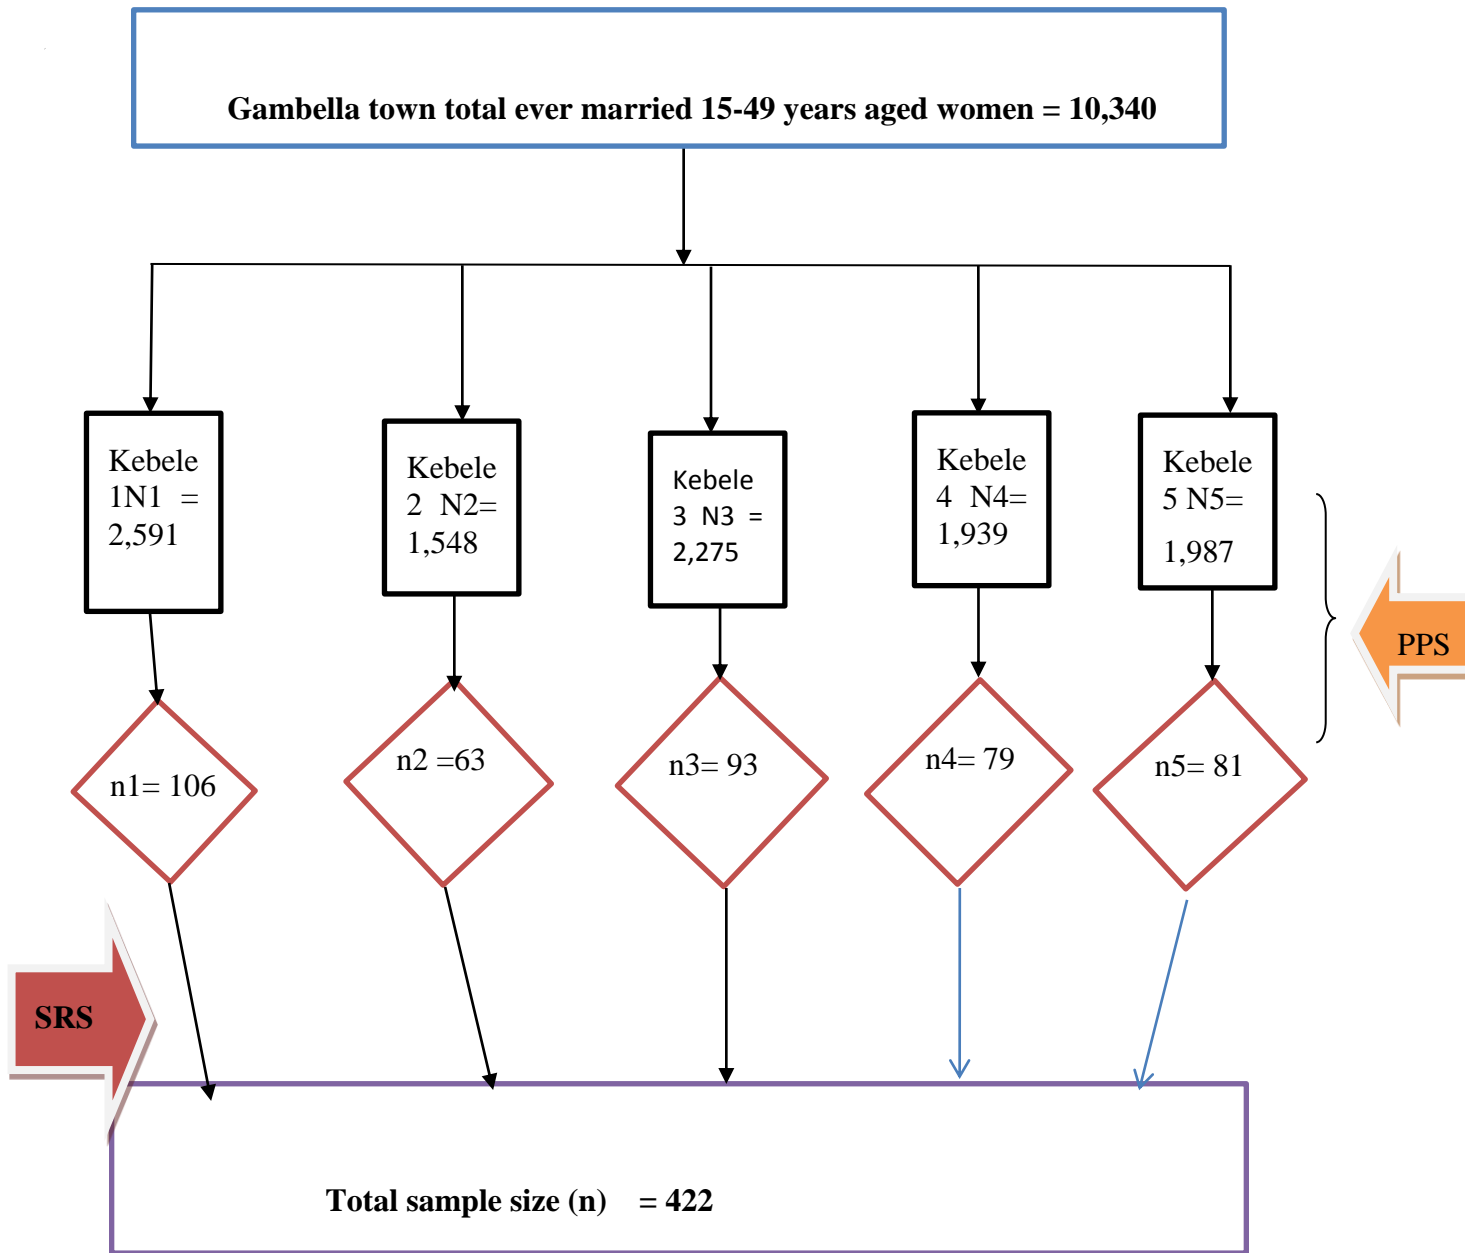 Gambella town total ever married 15-49 years aged women = 10,340
Kebele
1N1 =
2,591
Kebele
2 N2=
1,548
Kebele
3 N3 =
2,275
Kebele
4 N4=
1,939
Kebele
5 N5=
1,987
PPS
n1= 106
n2 =63
n3= 93
n4= 79
n5= 81
SRS
Total sample size (n) = 422